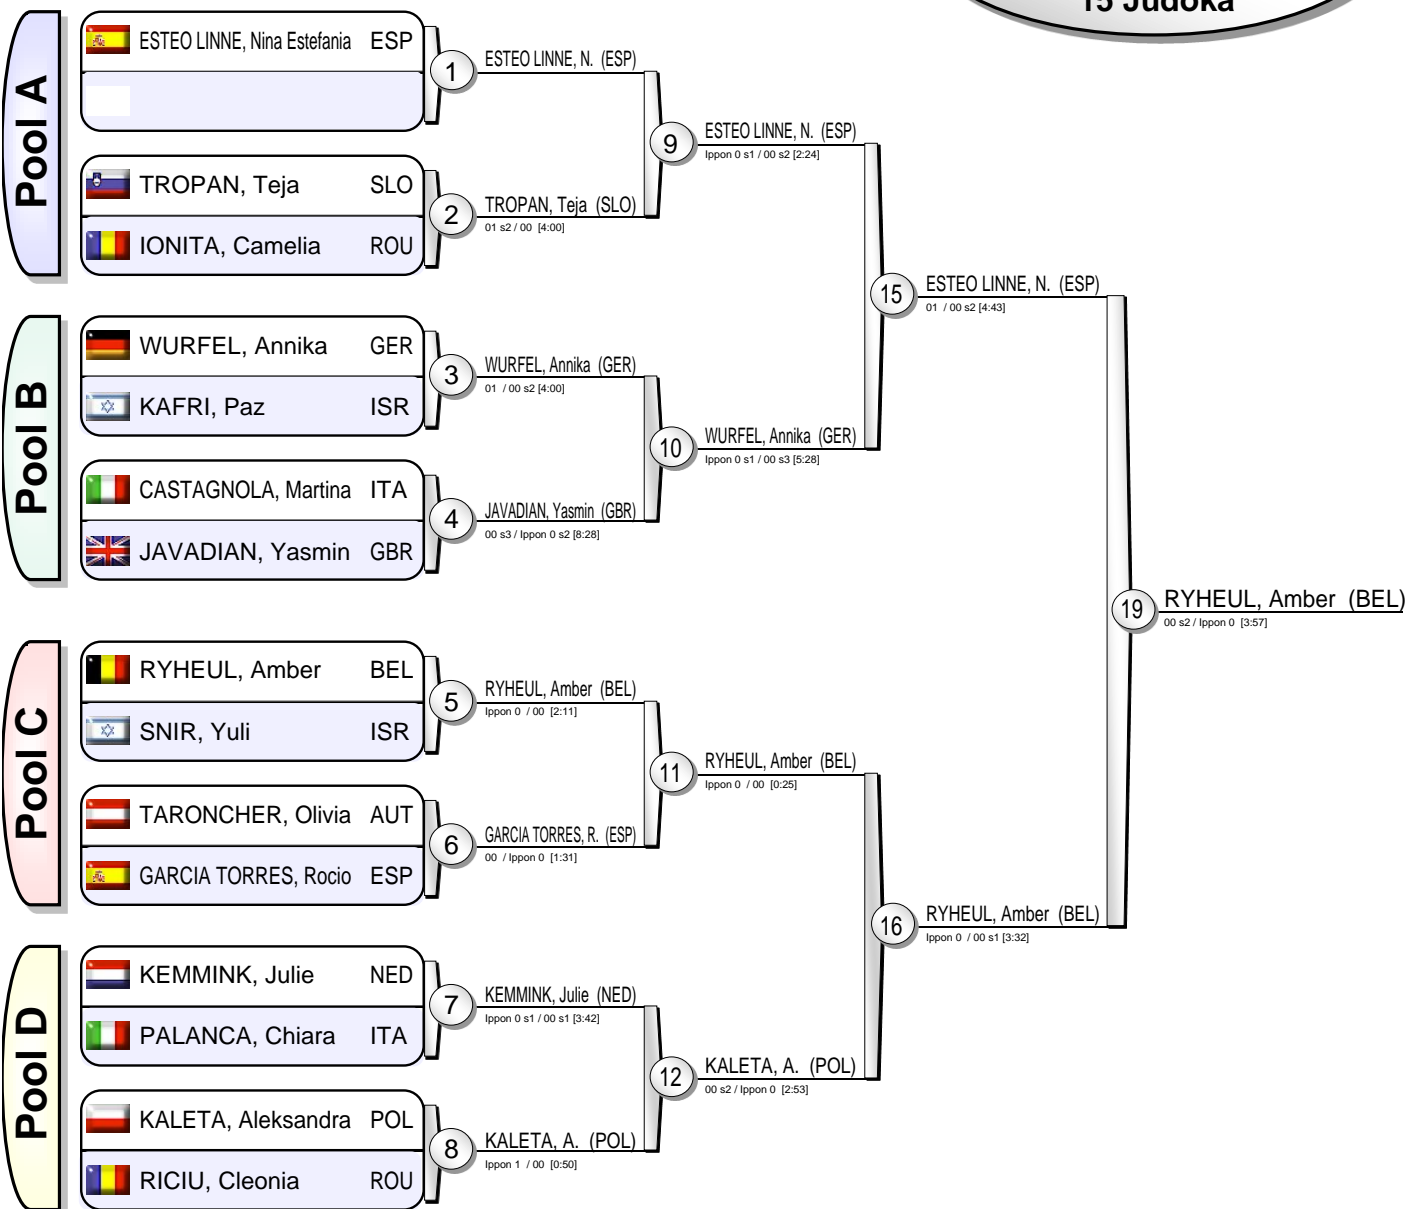 15 Judoka
Pool A
ESTEO LINNE, Nina Estefania ESP
1
ESTEO LINNE, N. (ESP)
TROPAN, Teja SLO
IONITA, Camelia ROU
2
TROPAN, Teja (SLO)
01 s2 / 00 [4:00]
9
ESTEO LINNE, N. (ESP)
Ippon 0 s1 / 00 s2 [2:24]
Pool B
WURFEL, Annika GER
KAFRI, Paz ISR
3
WURFEL, Annika (GER)
01 / 00 s2 [4:00]
CASTAGNOLA, Martina ITA
JAVADIAN, Yasmin GBR
4
JAVADIAN, Yasmin (GBR)
00 s3 / Ippon 0 s2 [8:28]
10
WURFEL, Annika (GER)
Ippon 0 s1 / 00 s3 [5:28]
15
ESTEO LINNE, N. (ESP)
01 / 00 s2 [4:43]
Pool C
RYHEUL, Amber BEL
SNIR, Yuli ISR
5
RYHEUL, Amber (BEL)
Ippon 0 / 00 [2:11]
TARONCHER, Olivia AUT
GARCIA TORRES, Rocio ESP
6
GARCIA TORRES, R. (ESP)
00 / Ippon 0 [1:31]
11
RYHEUL, Amber (BEL)
Ippon 0 / 00 [0:25]
Pool D
KEMMINK, Julie NED
PALANCA, Chiara ITA
7
KEMMINK, Julie (NED)
Ippon 0 s1 / 00 s1 [3:42]
KALETA, Aleksandra POL
RICIU, Cleonia ROU
8
KALETA, A. (POL)
Ippon 1 / 00 [0:50]
12
KALETA, A. (POL)
00 s2 / Ippon 0 [2:53]
16
RYHEUL, Amber (BEL)
Ippon 0 / 00 s1 [3:32]
19
RYHEUL, Amber (BEL)
00 s2 / Ippon 0 [3:57]